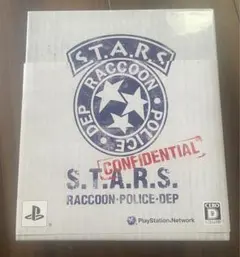 S.T.A.R.S.
RACCOON
DEP POLICE
CONFIDENTIAL
S.T.A.R.S.
RACCOON·POLICE·DEP
PlayStation®Network
CERO
D